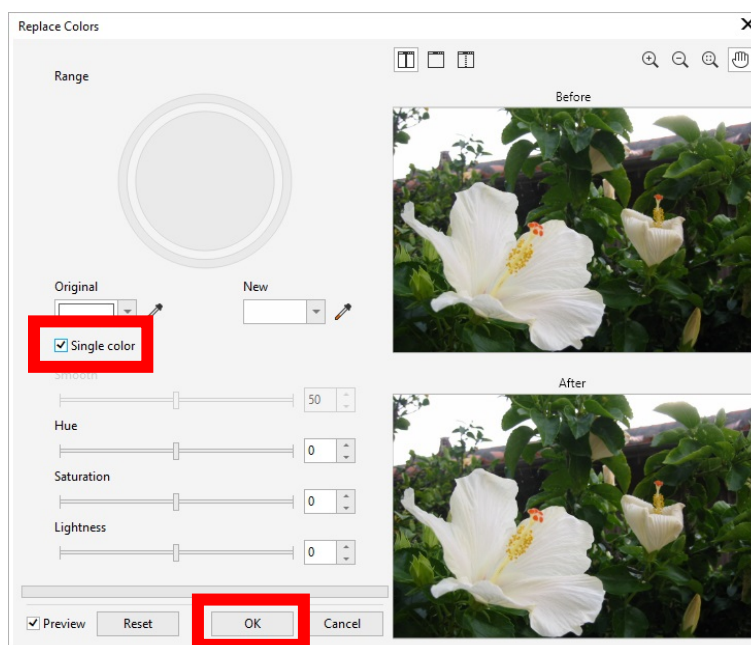 Replace Colors
Range
Original
New
Single color
Smooth
50
Hue
0
Saturation
0
Lightness
0
Preview
Reset
OK
Cancel
Before
After